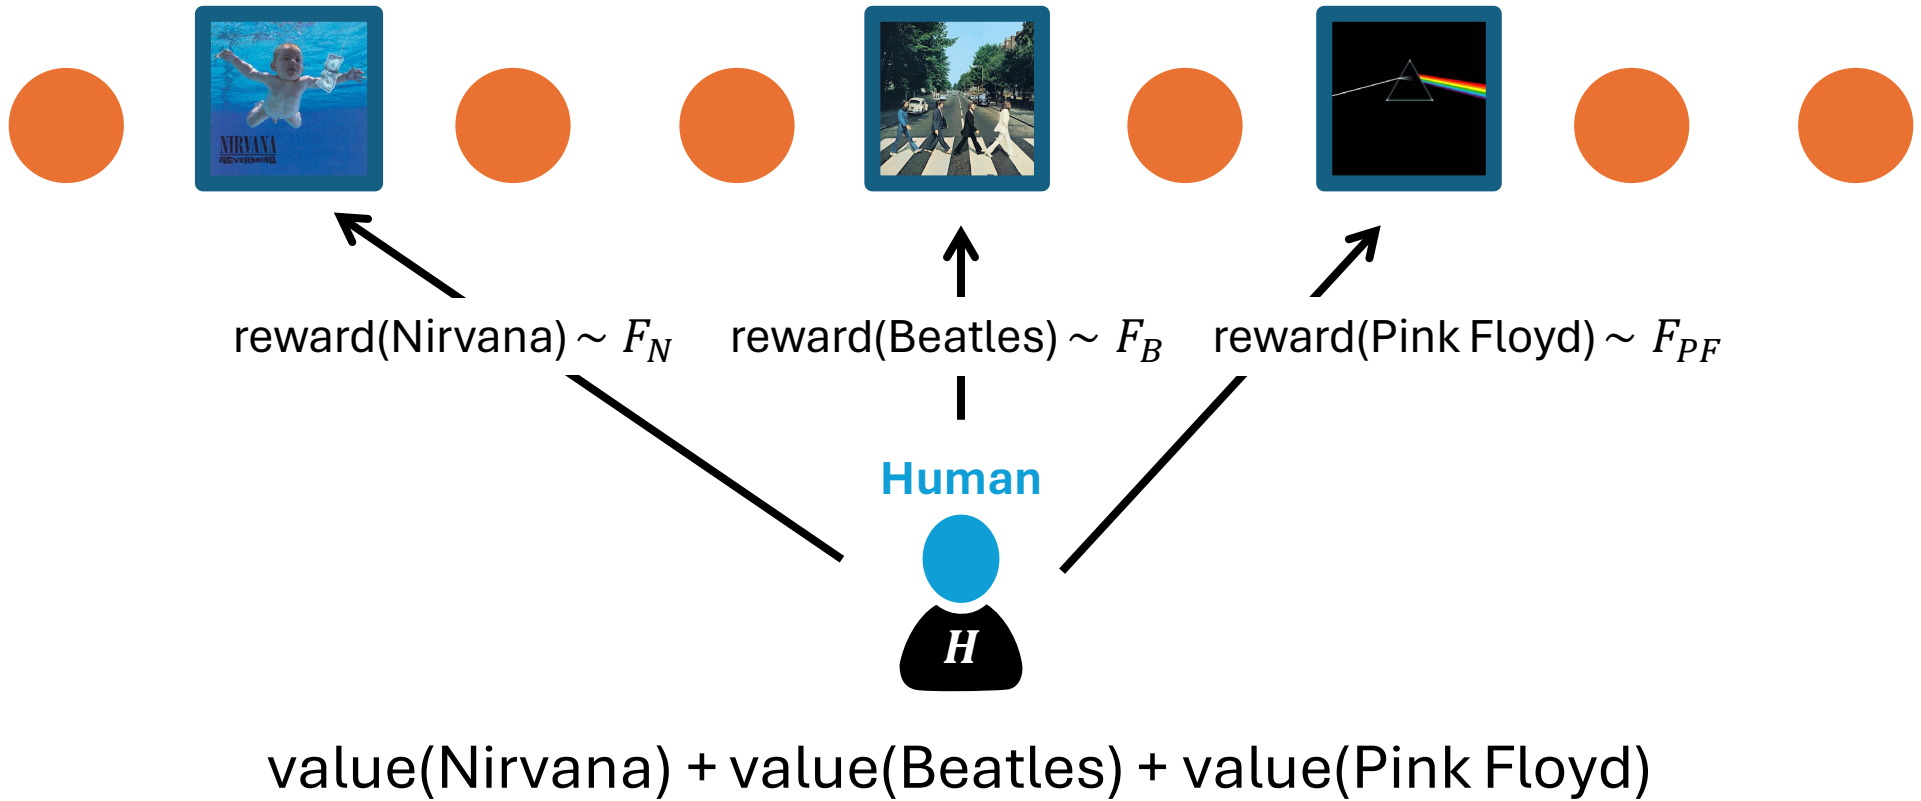 NIRVANA
NEVERMIND
reward(Nirvana) ~ F_N
reward(Beatles) ~ F_B
reward(Pink Floyd) ~ F_PF
Human
H
value(Nirvana) + value(Beatles) + value(Pink Floyd)